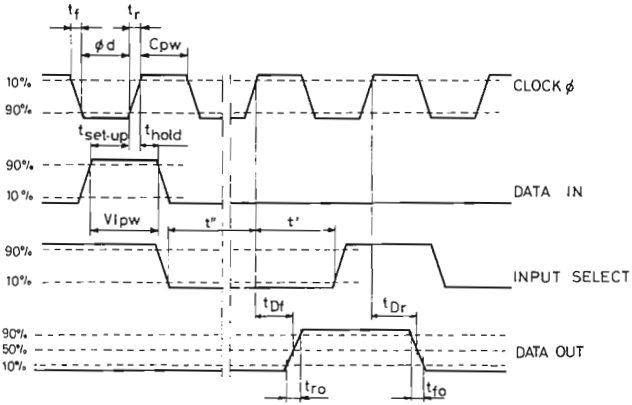 tf tr
ϕd Cpw
10%
90%
CLOCK ϕ
tset-up thold
90%
10%
DATA IN
VIpw t" t'
90%
10%
INPUT SELECT
tDf tDr
90%
50%
10%
DATA OUT
tro tfo